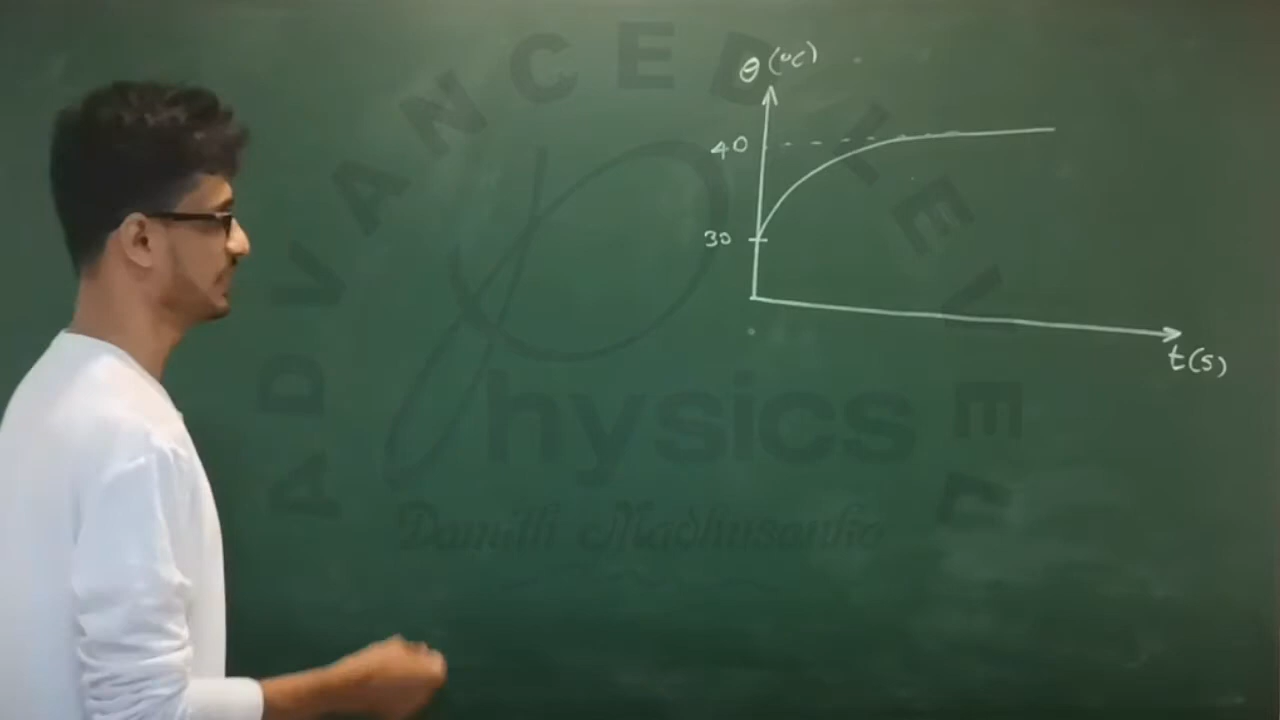 θ (°C)
40
30
t(s)
ADVANCED LEVEL
Physics